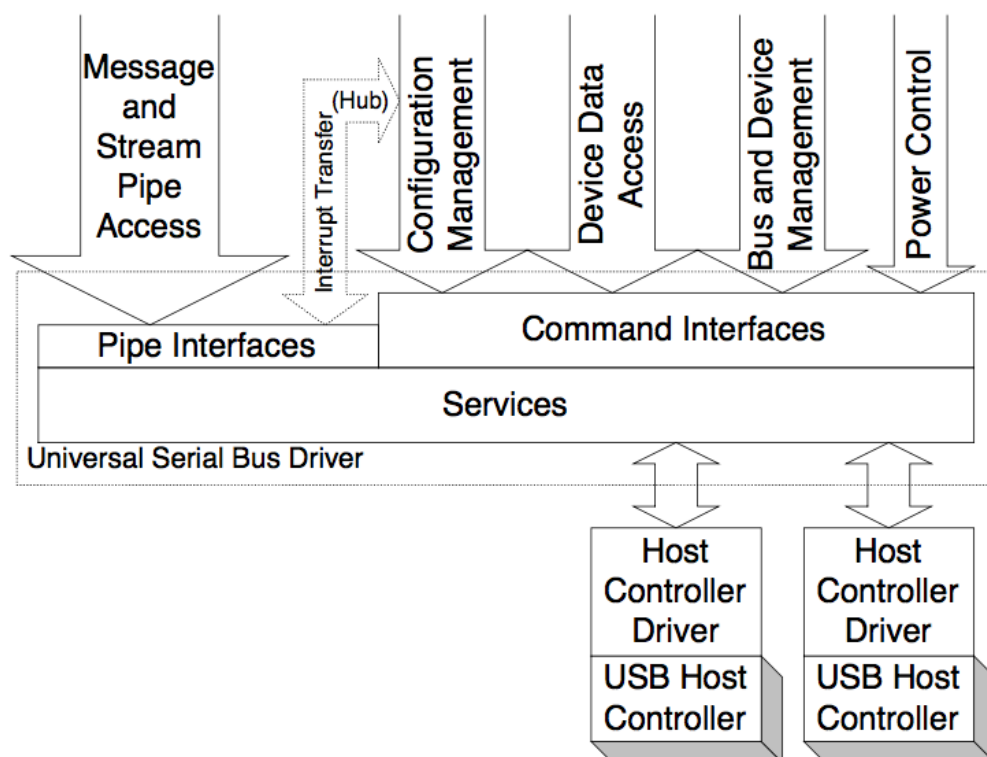 Message
and
Stream
Pipe
Access
Interrupt Transfer
(Hub)
Configuration
Management
Device Data
Access
Bus and Device
Management
Power Control
Pipe Interfaces
Command Interfaces
Services
Universal Serial Bus Driver
Host
Controller
Driver
USB Host
Controller
Host
Controller
Driver
USB Host
Controller